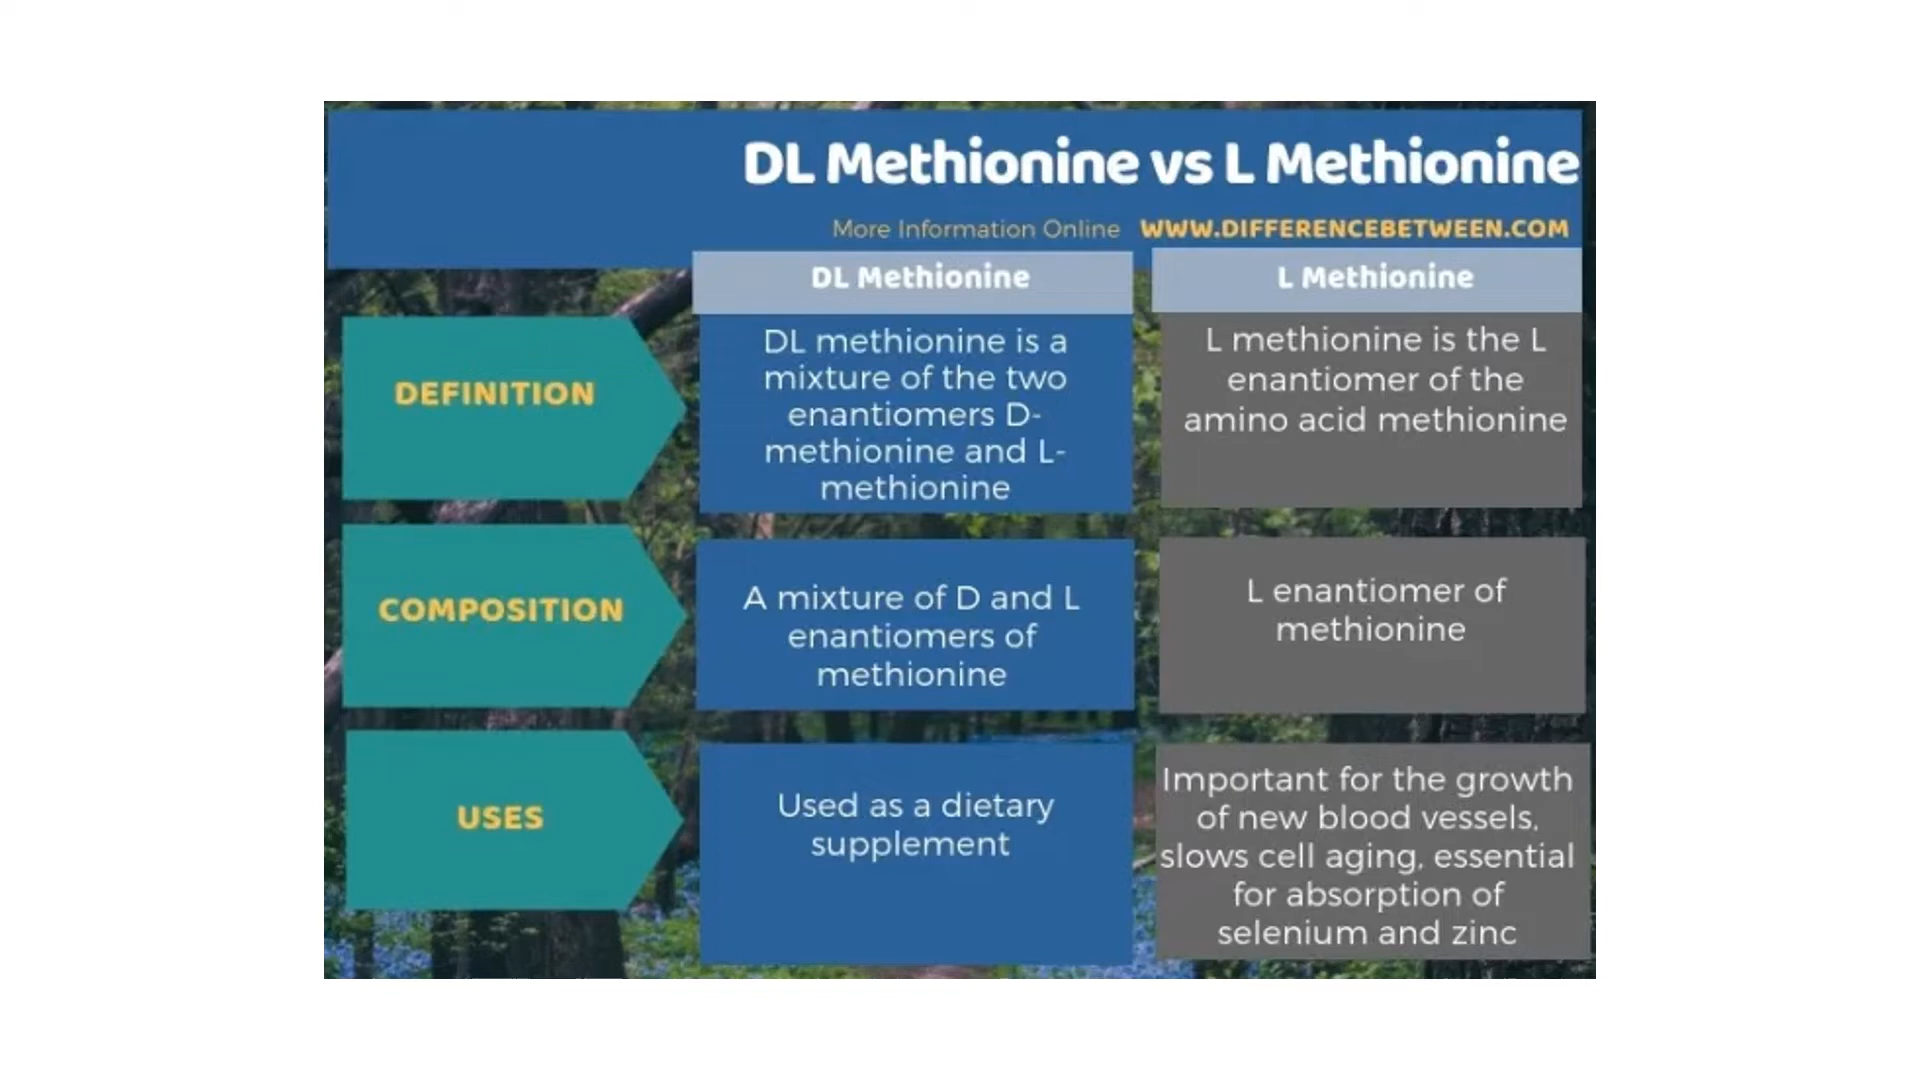 DL Methionine vs L Methionine
More Information Online WWW.DIFFERENCEBETWEEN.COM
DL Methionine
L Methionine
DEFINITION
DL methionine is a
mixture of the two
enantiomers D-
methionine and L-
methionine
L methionine is the L
enantiomer of the
amino acid methionine
COMPOSITION
A mixture of D and L
enantiomers of
methionine
L enantiomer of
methionine
USES
Used as a dietary
supplement
Important for the growth
of new blood vessels,
slows cell aging, essential
for absorption of
selenium and zinc